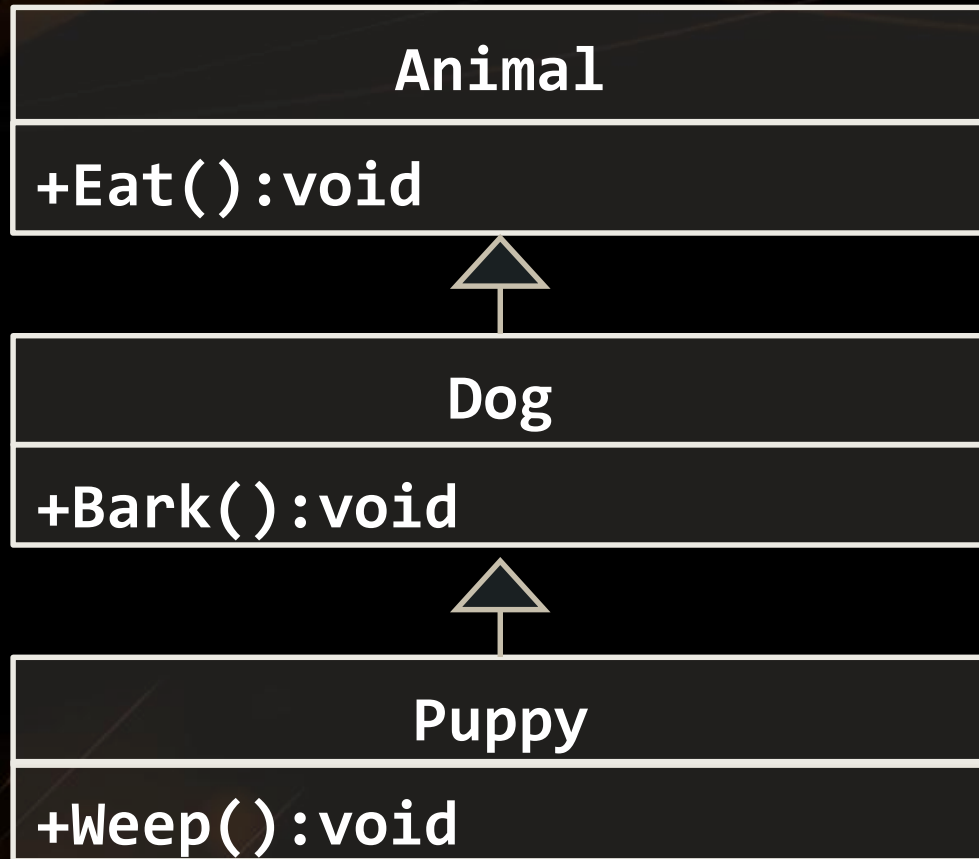 Animal
+Eat():void
Dog
+Bark():void
Puppy
+Weep():void